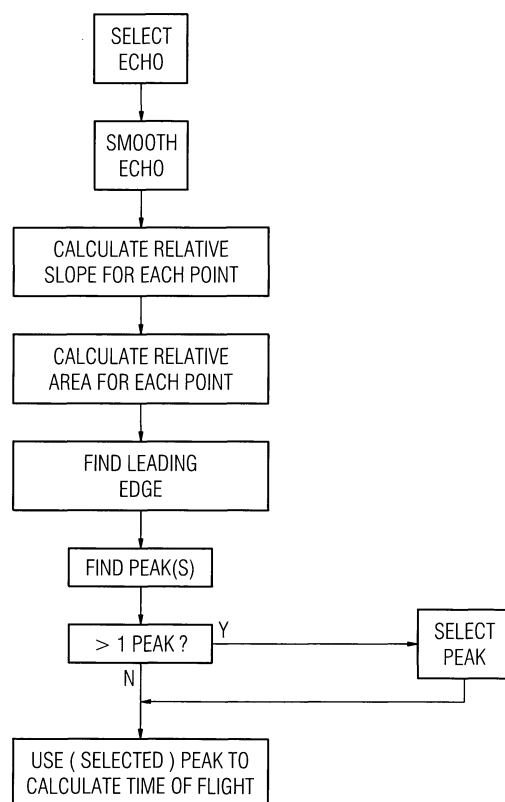 SELECT
ECHO
SMOOTH
ECHO
CALCULATE RELATIVE
SLOPE FOR EACH POINT
CALCULATE RELATIVE
AREA FOR EACH POINT
FIND LEADING
EDGE
FIND PEAK(S)
> 1 PEAK ?
Y
SELECT
PEAK
N
USE ( SELECTED ) PEAK TO
CALCULATE TIME OF FLIGHT